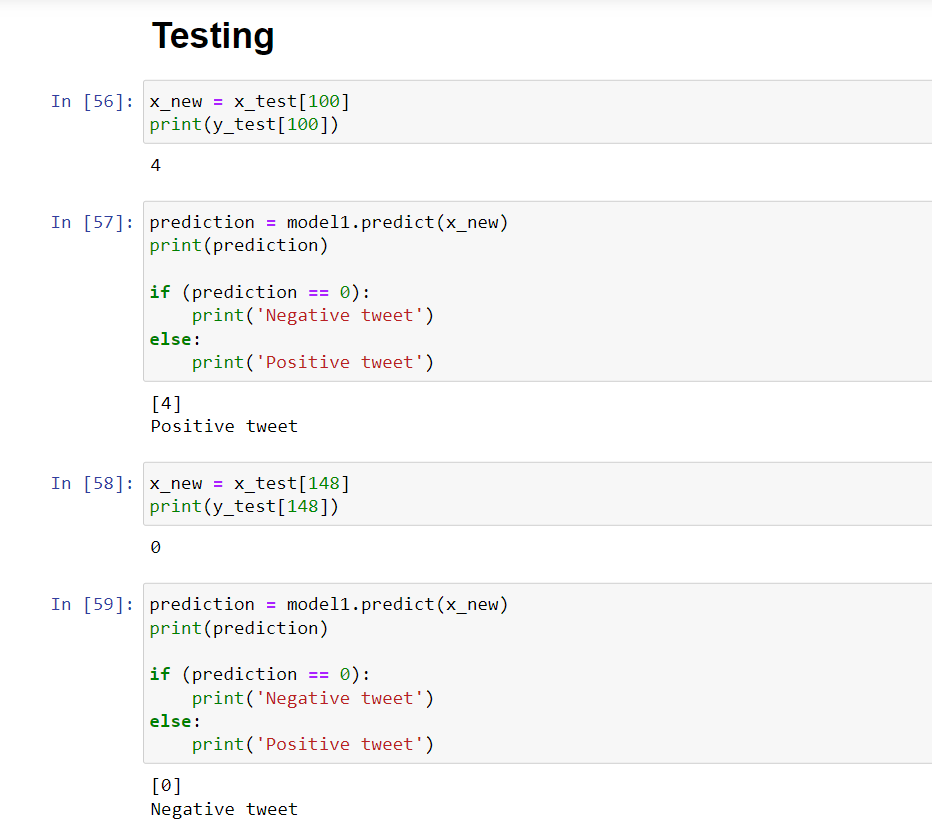 Testing
In [56]: x_new = x_test[100]
print(y_test[100])
4
In [57]: prediction = model1.predict(x_new)
print(prediction)
if (prediction == 0):
    print('Negative tweet')
else:
    print('Positive tweet')
[4]
Positive tweet
In [58]: x_new = x_test[148]
print(y_test[148])
0
In [59]: prediction = model1.predict(x_new)
print(prediction)
if (prediction == 0):
    print('Negative tweet')
else:
    print('Positive tweet')
[0]
Negative tweet